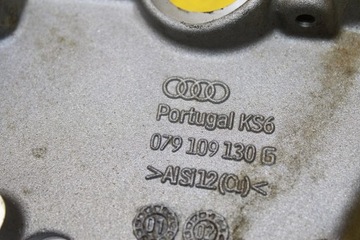 Portugal KS6
079 109 130 G
>AlSi12(Cu)<